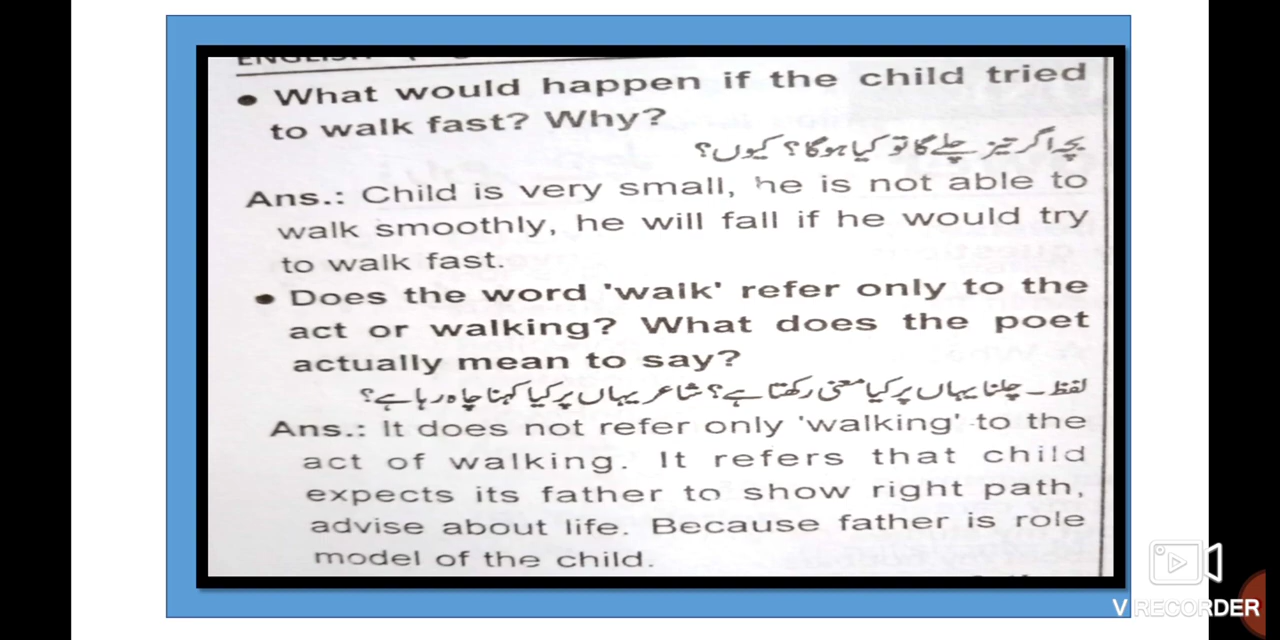 ENGLISH
● What would happen if the child tried
to walk fast? Why?
بچہ اگر تیز چلے گا تو کیا ہوگا؟ کیوں؟
Ans.: Child is very small, he is not able to
walk smoothly, he will fall if he would try
to walk fast.
● Does the word 'walk' refer only to the
act or walking? What does the poet
actually mean to say?
لفظ۔ چلنا یہاں پر کیا معنی رکھتا ہے؟ شاعر یہاں پر کیا کہنا چاہ رہا ہے؟
Ans.: It does not refer only 'walking' to the
act of walking. It refers that child
expects its father to show right path,
advise about life. Because father is role
model of the child.
V RECORDER